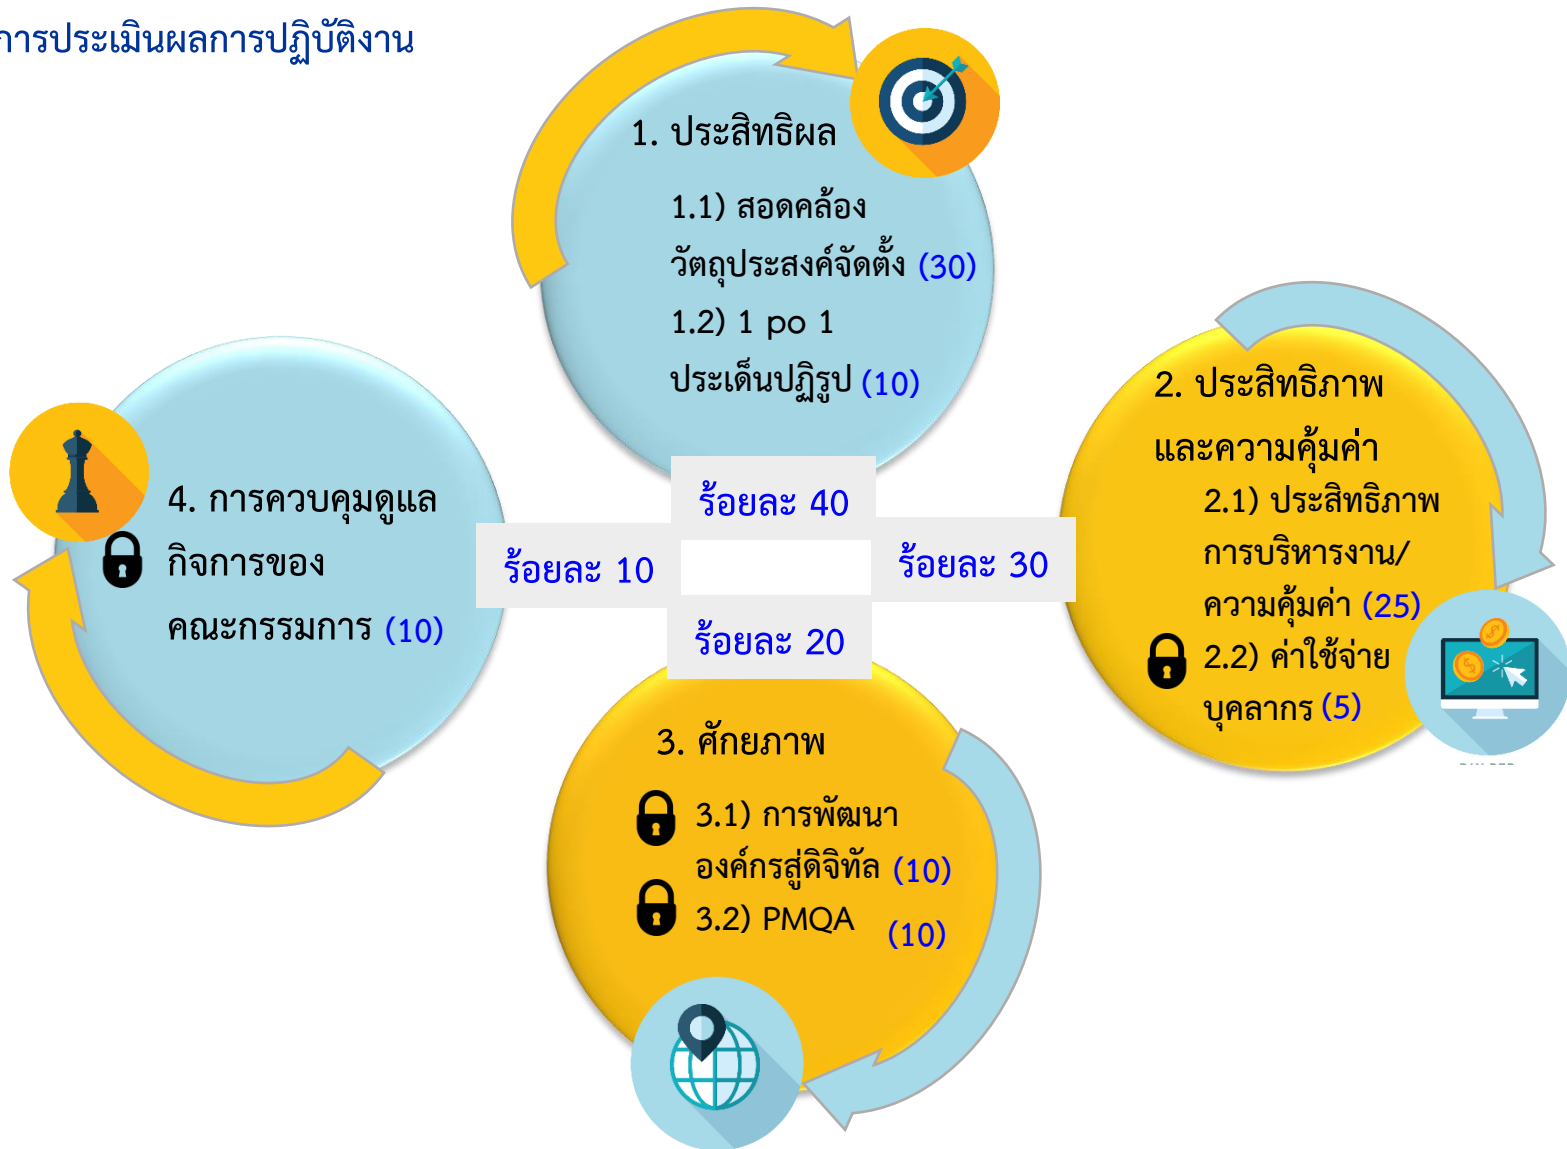 การประเมินผลการปฏิบัติงาน
1. ประสิทธิผล
1.1) สอดคล้อง
วัตถุประสงค์จัดตั้ง (30)
1.2) 1 po 1
ประเด็นปฏิรูป (10)
ร้อยละ 40
2. ประสิทธิภาพ
และความคุ้มค่า
2.1) ประสิทธิภาพ
การบริหารงาน/
ความคุ้มค่า (25)
2.2) ค่าใช้จ่าย
บุคลากร (5)
ร้อยละ 30
3. ศักยภาพ
3.1) การพัฒนา
องค์กรสู่ดิจิทัล (10)
3.2) PMQA (10)
ร้อยละ 20
4. การควบคุมดูแล
กิจการของ
คณะกรรมการ (10)
ร้อยละ 10